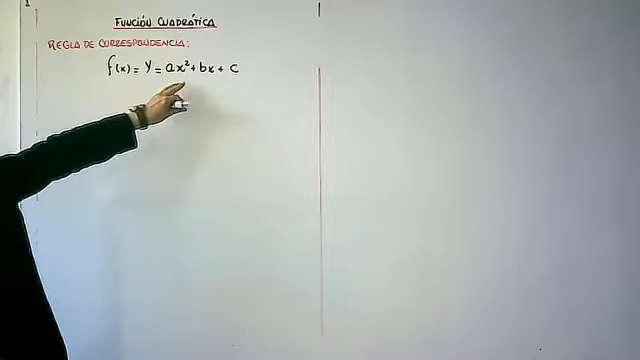 FUNCIÓN CUADRÁTICA
REGLA DE CORRESPONDENCIA:
f(x) = y = ax² + bx + c